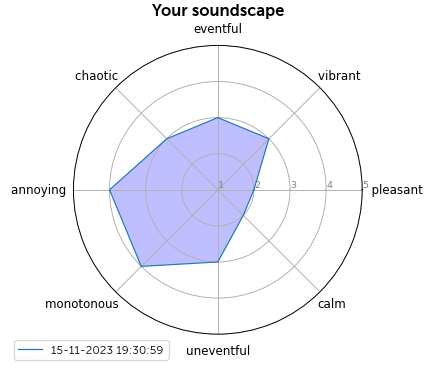 Your soundscape
eventful
chaotic
vibrant
annoying
1
2
3
4
5
pleasant
monotonous
calm
uneventful
15-11-2023 19:30:59